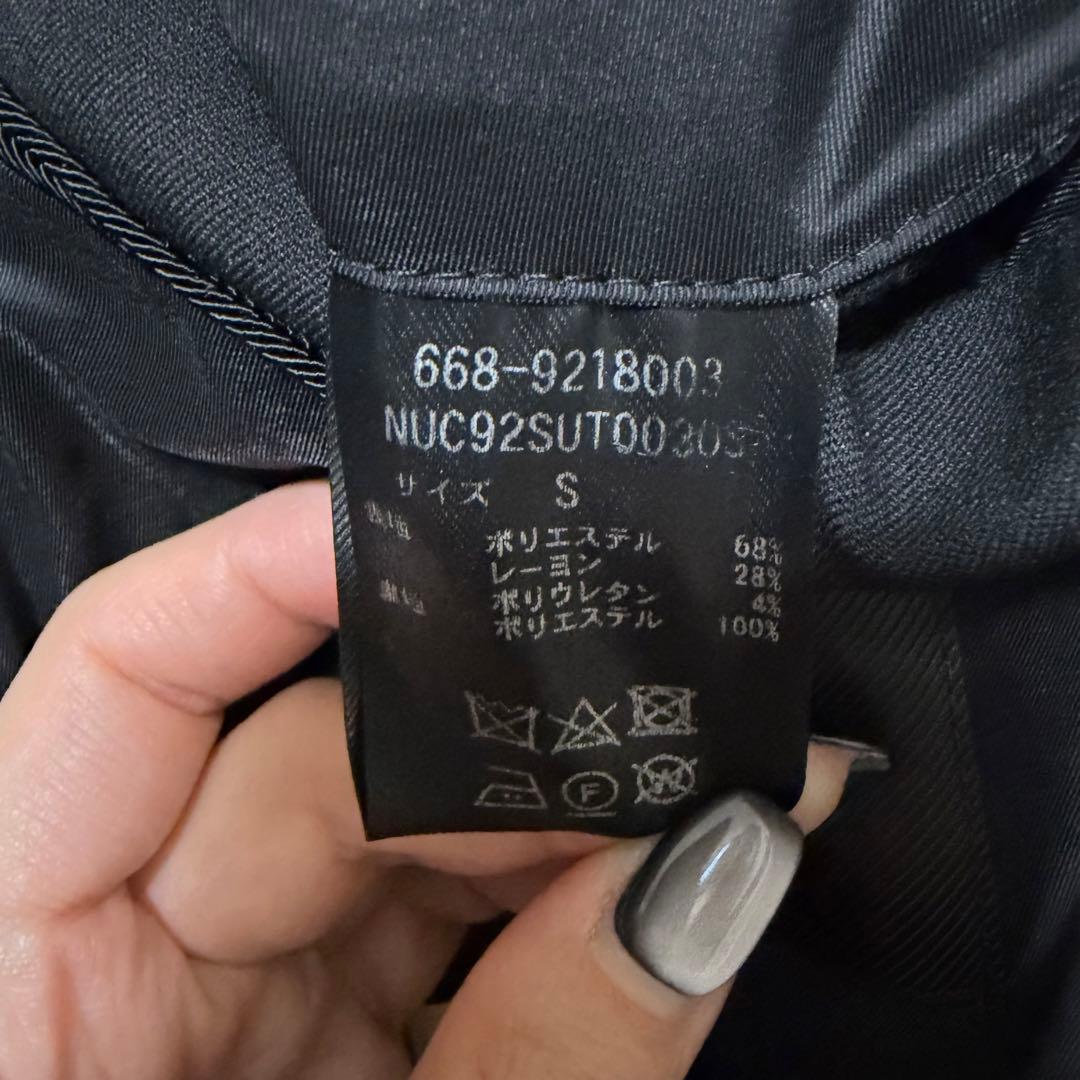 668-9218003
サイズ S
表地 ポリエステル 68%
レーヨン 28%
ポリウレタン 4%
裏地 ポリエステル 100%
F
W